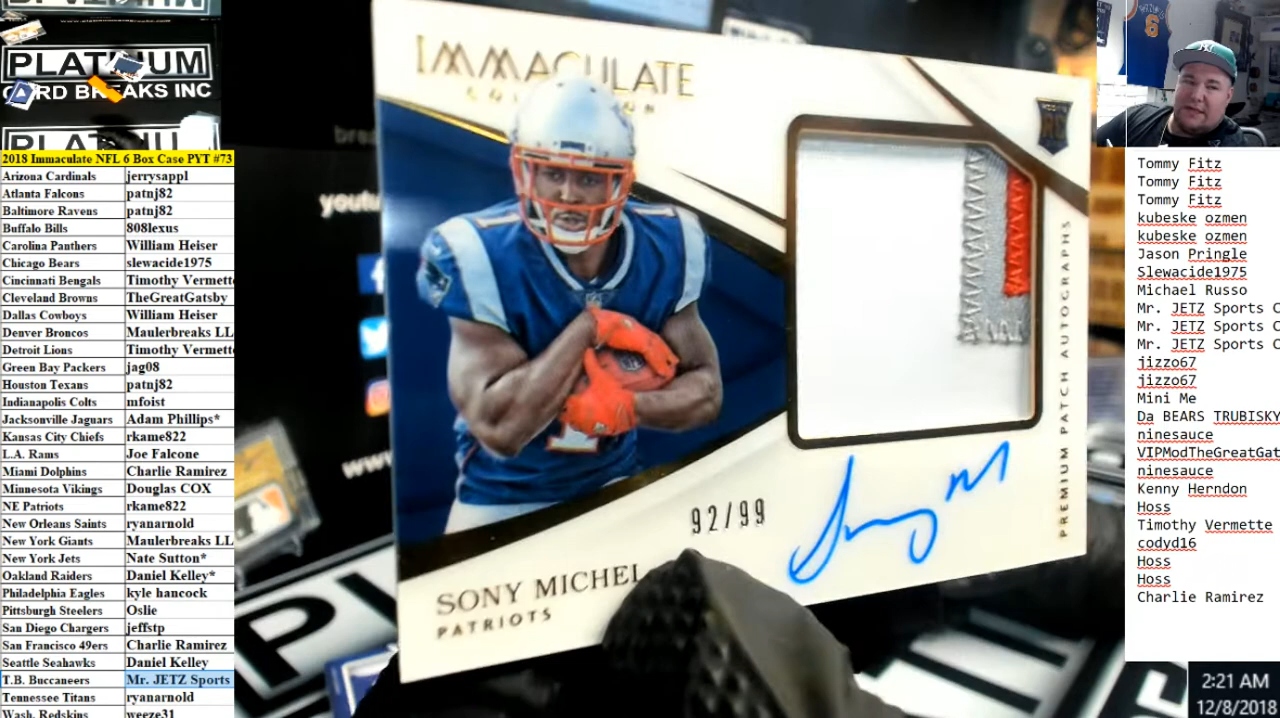 PLATINUM
CARD BREAKS INC
2018 Immaculate NFL 6 Box Case PYT #73
Arizona Cardinals jerrysappl
Atlanta Falcons patnj82
Baltimore Ravens patnj82
Buffalo Bills 808lexus
Carolina Panthers William Heiser
Chicago Bears slewacide1975
Cincinnati Bengals Timothy Vermett
Cleveland Browns TheGreatGatsby
Dallas Cowboys William Heiser
Denver Broncos Maulerbreaks LL
Detroit Lions Timothy Vermett
Green Bay Packers jag08
Houston Texans patnj82
Indianapolis Colts mfoist
Jacksonville Jaguars Adam Phillips*
Kansas City Chiefs rkame822
L.A. Rams Joe Falcone
Miami Dolphins Charlie Ramirez
Minnesota Vikings Douglas COX
NE Patriots rkame822
New Orleans Saints ryanarnold
New York Giants Maulerbreaks LL
New York Jets Nate Sutton*
Oakland Raiders Daniel Kelley*
Philadelphia Eagles kyle hancock
Pittsburgh Steelers Oslie
San Diego Chargers jeffstp
San Francisco 49ers Charlie Ramirez
Seattle Seahawks Daniel Kelley
T.B. Buccaneers Mr. JETZ Sports
Tennessee Titans ryanarnold
Wash. Redskins weeze31
IMMACULATE
COLLECTION
RC
PREMIUM PATCH AUTOGRAPHS
92/99
SONY MICHEL
PATRIOTS
youtu
www
6
Tommy Fitz
Tommy Fitz
Tommy Fitz
kubeske ozmen
kubeske ozmen
Jason Pringle
Slewacide1975
Michael Russo
Mr. JETZ Sports C
Mr. JETZ Sports C
Mr. JETZ Sports C
jizzo67
jizzo67
Mini Me
Da BEARS TRUBISKY
ninesauce
VIPModTheGreatGat
ninesauce
Kenny Herndon
Hoss
Timothy Vermette
codyd16
Hoss
Hoss
Charlie Ramirez
2:21 AM
12/8/2018